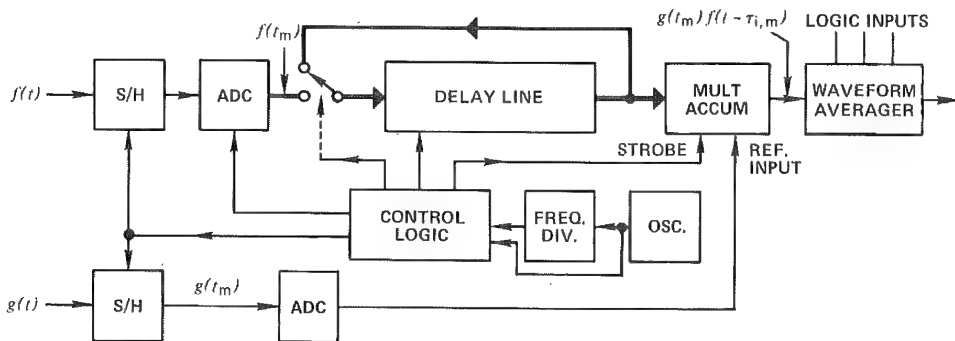 g(tm) f(t - τi,m)
LOGIC INPUTS
f(tm)
f(t)
S/H
ADC
DELAY LINE
MULT
ACCUM
WAVEFORM
AVERAGER
STROBE
REF.
INPUT
CONTROL
LOGIC
FREQ.
DIV.
OSC.
g(t)
S/H
g(tm)
ADC